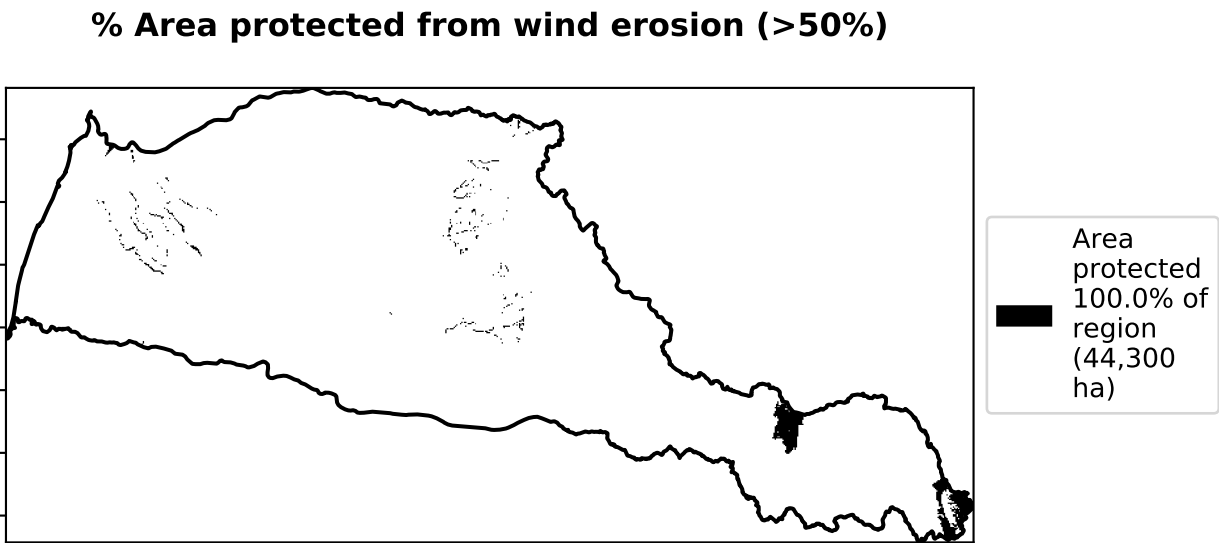 % Area protected from wind erosion (>50%)
Area
protected
100.0% of
region
(44,300
ha)